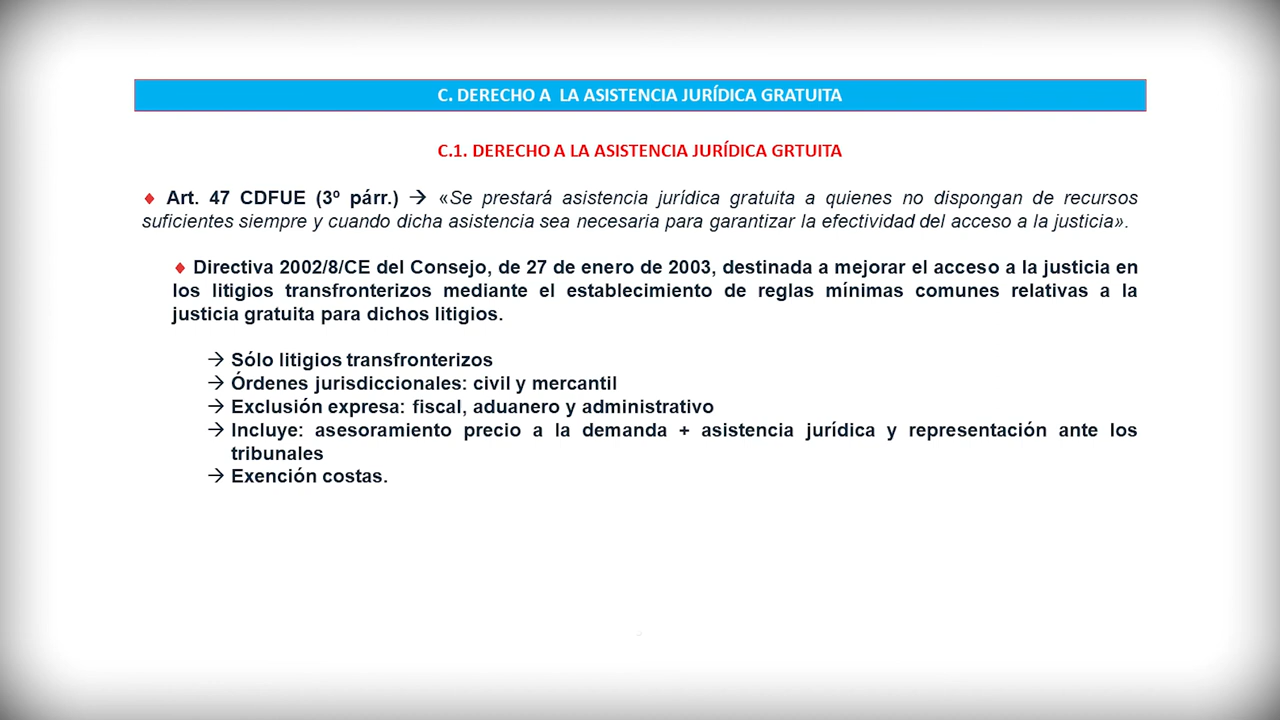 C. DERECHO A LA ASISTENCIA JURÍDICA GRATUITA
C.1. DERECHO A LA ASISTENCIA JURÍDICA GRTUITA
♦ Art. 47 CDFUE (3º párr.) → «Se prestará asistencia jurídica gratuita a quienes no dispongan de recursos
suficientes siempre y cuando dicha asistencia sea necesaria para garantizar la efectividad del acceso a la justicia».
♦ Directiva 2002/8/CE del Consejo, de 27 de enero de 2003, destinada a mejorar el acceso a la justicia en
los litigios transfronterizos mediante el establecimiento de reglas mínimas comunes relativas a la
justicia gratuita para dichos litigios.
→ Sólo litigios transfronterizos
→ Órdenes jurisdiccionales: civil y mercantil
→ Exclusión expresa: fiscal, aduanero y administrativo
→ Incluye: asesoramiento precio a la demanda + asistencia jurídica y representación ante los
tribunales
→ Exención costas.